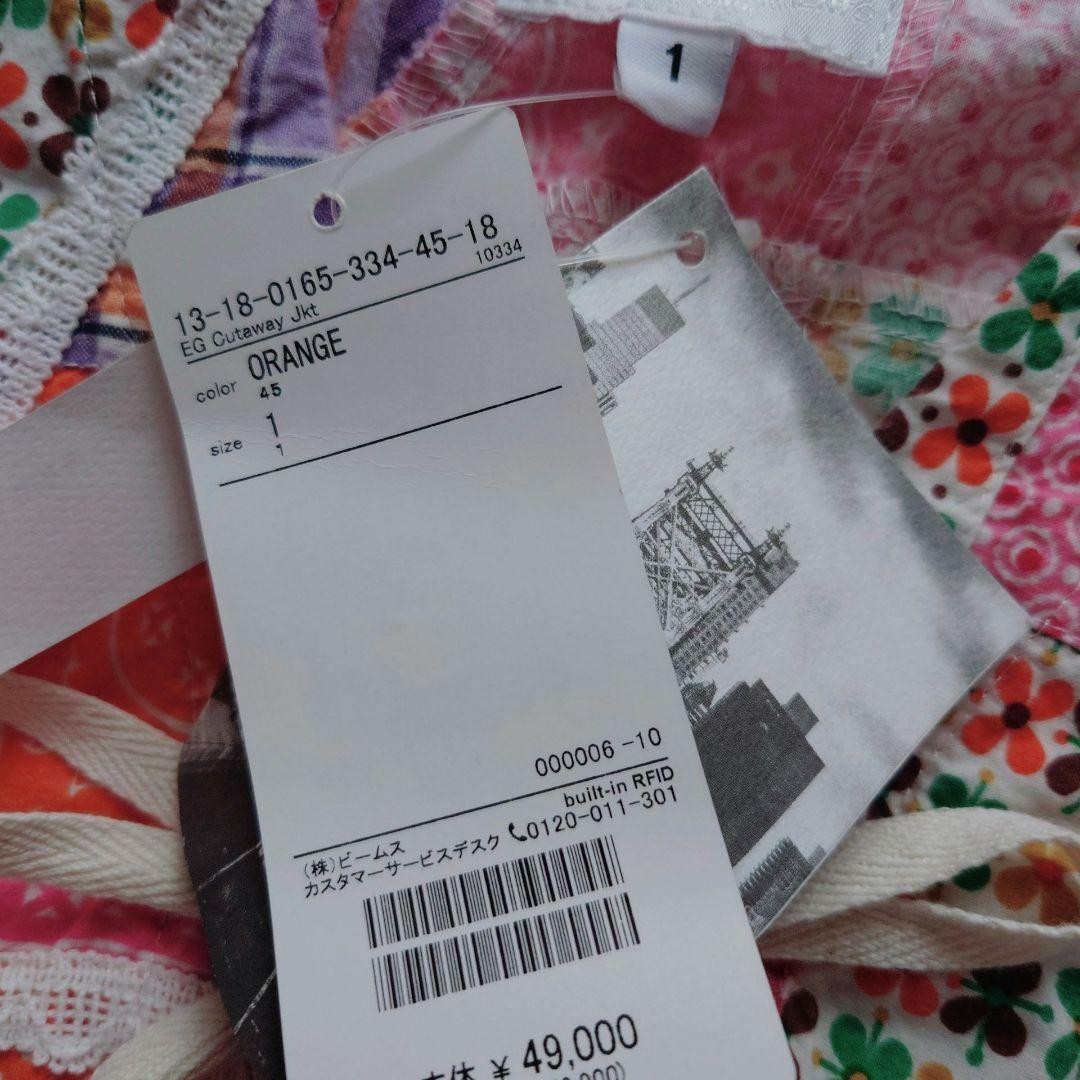 1
13-18-0165-334-45-18
EG Cutaway Jkt 10334
color ORANGE
45
size 1
1
000006 -10
built-in RFID
(株)ビームス
カスタマーサービスデスク 0120-011-301
本体 ¥ 49,000